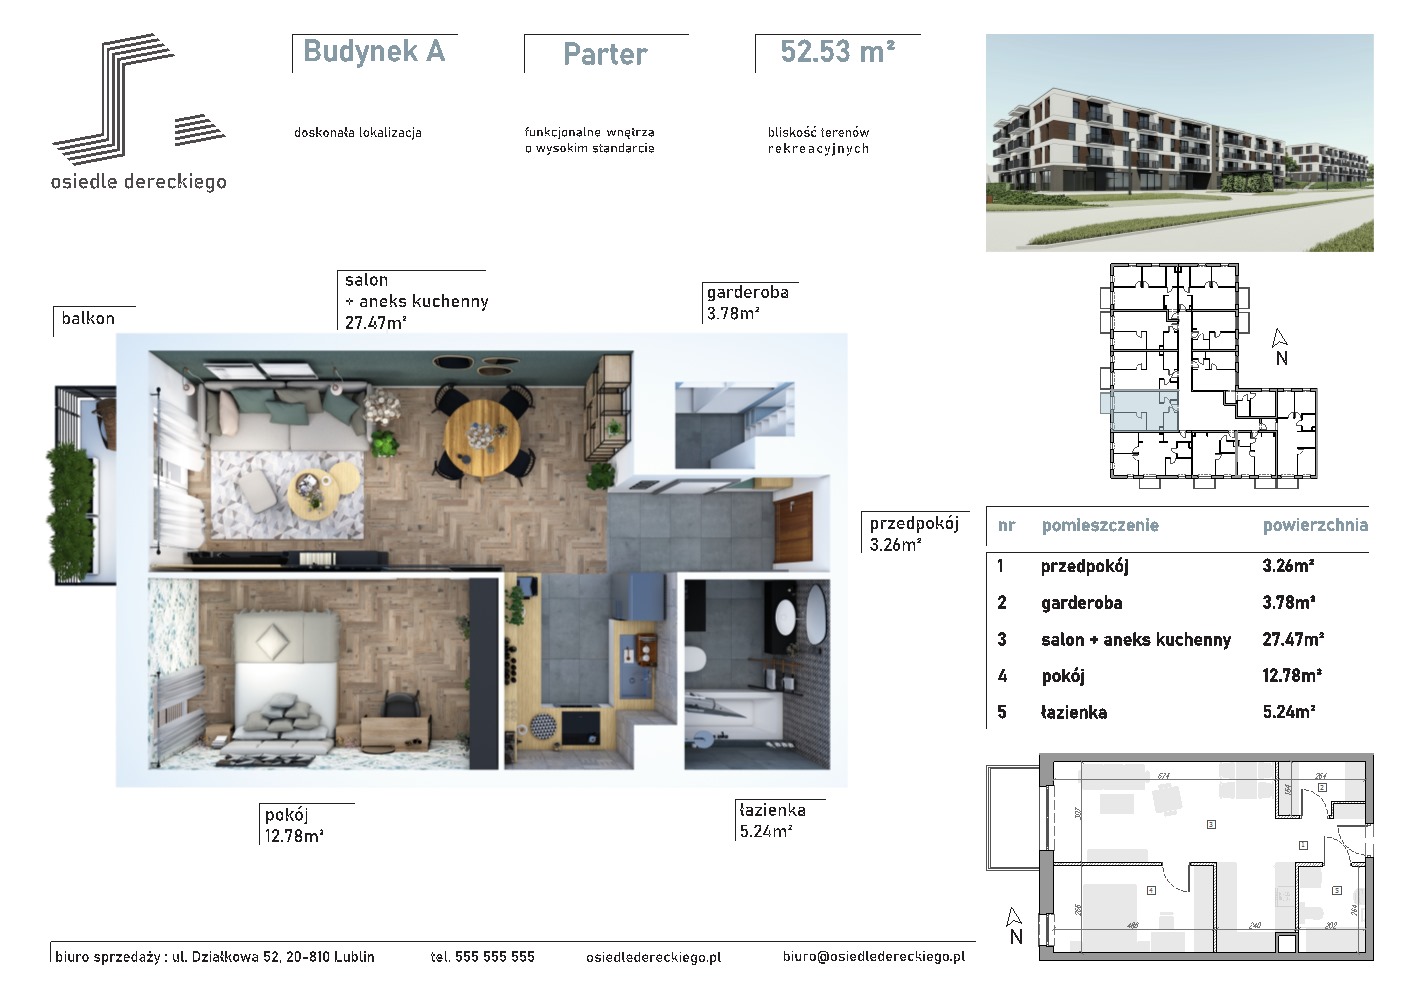 osiedle dereckiego
Budynek A
Parter
52.53 m²
doskonała lokalizacja
funkcjonalne wnętrza
o wysokim standarcie
bliskość terenów
rekreacyjnych
balkon
salon
+ aneks kuchenny
27.47m²
garderoba
3.78m²
przedpokój
3.26m²
pokój
12.78m²
łazienka
5.24m²
N
nr pomieszczenie powierzchnia
1 przedpokój 3.26m²
2 garderoba 3.78m²
3 salon + aneks kuchenny 27.47m²
4 pokój 12.78m²
5 łazienka 5.24m²
674
264
164
2
307
3
1
4
5
266
486
240
202
264
N
biuro sprzedaży : ul. Działkowa 52, 20-810 Lublin
tel. 555 555 555
osiedledereckiego.pl
biuro@osiedledereckiego.pl